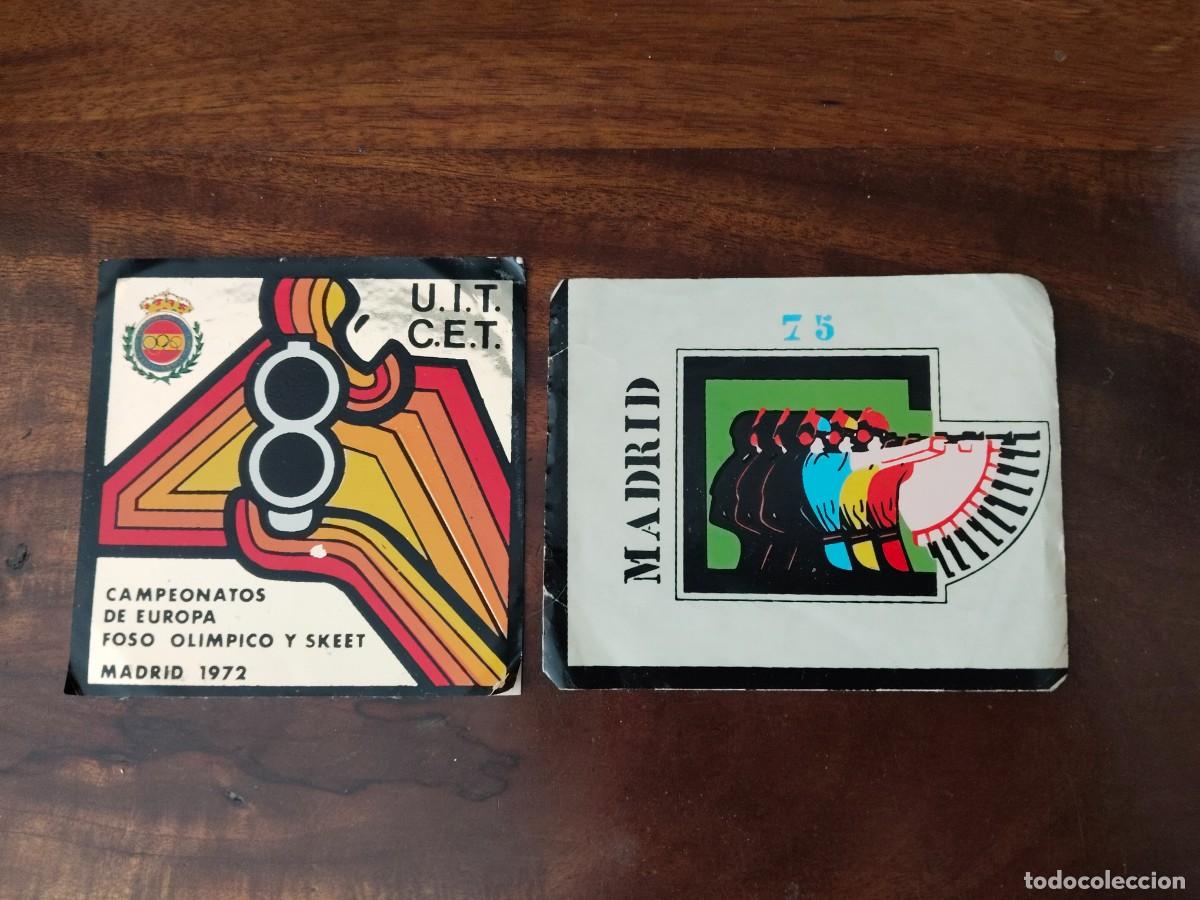 U.I.T.
C.E.T.
CAMPEONATOS
DE EUROPA
FOSO OLIMPICO Y SKEET
MADRID 1972
75
MADRID
todocoleccion